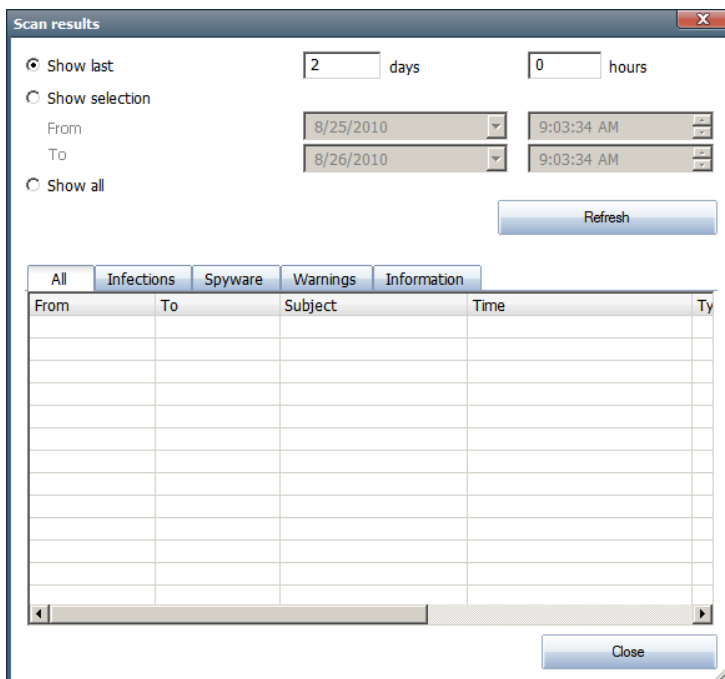 Scan results
Show last 2 days 0 hours
Show selection
From 8/25/2010 9:03:34 AM
To 8/26/2010 9:03:34 AM
Show all
Refresh
All Infections Spyware Warnings Information
From To Subject Time Ty
Close